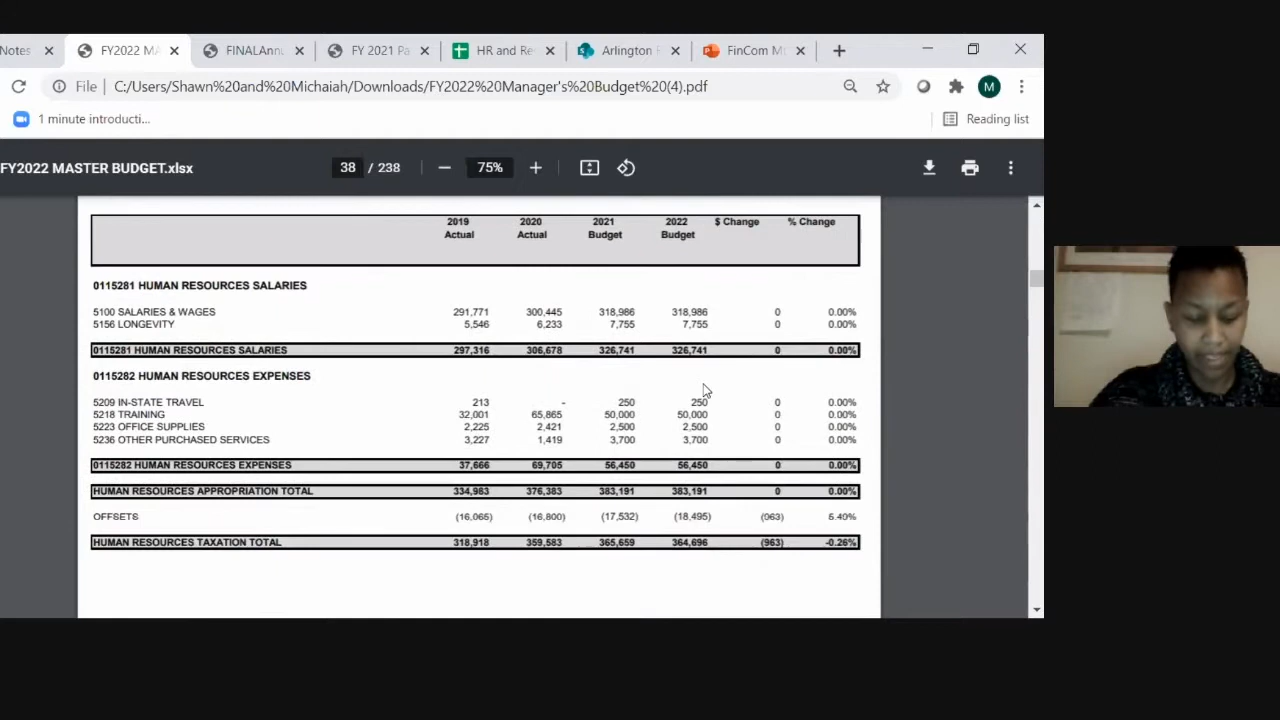 Notes FY2022 MA FINALAnnu FY 2021 Pa HR and Re Arlington FinCom M
File C:/Users/Shawn%20and%20Michaiah/Downloads/FY2022%20Manager's%20Budget%20(4).pdf M
1 minute introducti... Reading list
FY2022 MASTER BUDGET.xlsx 38 / 238 75%
2019 2020 2021 2022 $ Change % Change
Actual Actual Budget Budget
0115281 HUMAN RESOURCES SALARIES
5100 SALARIES & WAGES 291,771 300,445 318,986 318,986 0 0.00%
5156 LONGEVITY 5,546 6,233 7,755 7,755 0 0.00%
0115281 HUMAN RESOURCES SALARIES 297,316 306,678 326,741 326,741 0 0.00%
0115282 HUMAN RESOURCES EXPENSES
5209 IN-STATE TRAVEL 213 - 250 250 0 0.00%
5218 TRAINING 32,001 65,865 50,000 50,000 0 0.00%
5223 OFFICE SUPPLIES 2,225 2,421 2,500 2,500 0 0.00%
5236 OTHER PURCHASED SERVICES 3,227 1,419 3,700 3,700 0 0.00%
0115282 HUMAN RESOURCES EXPENSES 37,666 69,705 56,450 56,450 0 0.00%
HUMAN RESOURCES APPROPRIATION TOTAL 334,983 376,383 383,191 383,191 0 0.00%
OFFSETS (16,065) (16,800) (17,532) (18,495) (963) 5.49%
HUMAN RESOURCES TAXATION TOTAL 318,918 359,583 365,659 364,696 (963) -0.26%